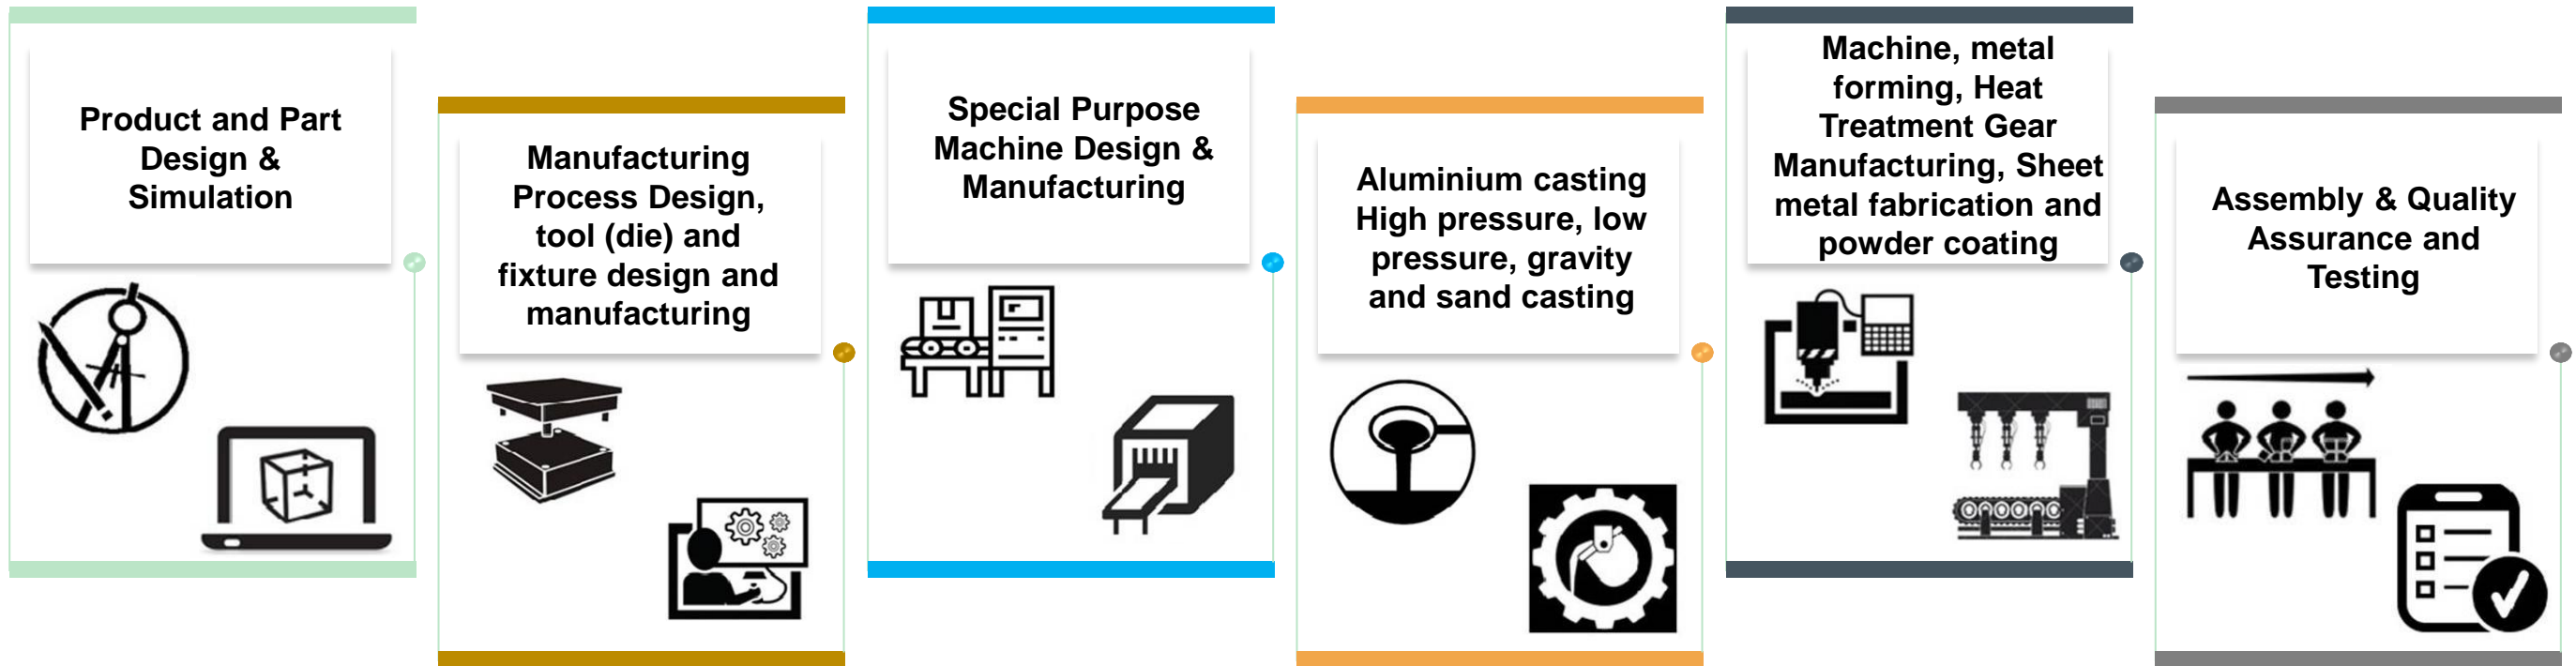 Product and Part
Design &
Simulation
Manufacturing
Process Design,
tool (die) and
fixture design and
manufacturing
Special Purpose
Machine Design &
Manufacturing
Aluminium casting
High pressure, low
pressure, gravity
and sand casting
Machine, metal
forming, Heat
Treatment Gear
Manufacturing, Sheet
metal fabrication and
powder coating
Assembly & Quality
Assurance and
Testing